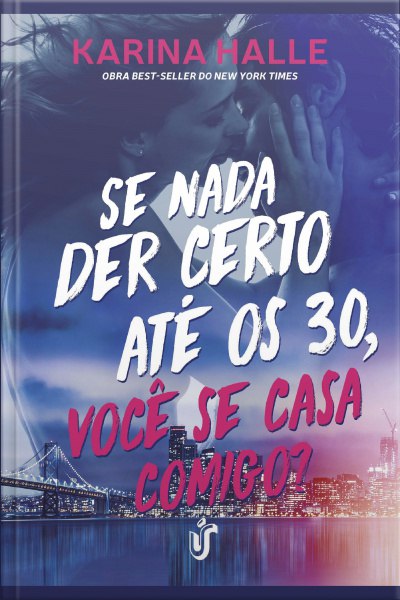 KARINA HALLE
OBRA BEST-SELLER DO NEW YORK TIMES
SE NADA
DER CERTO
ATÉ OS 30,
VOCÊ SE CASA
COMIGO?